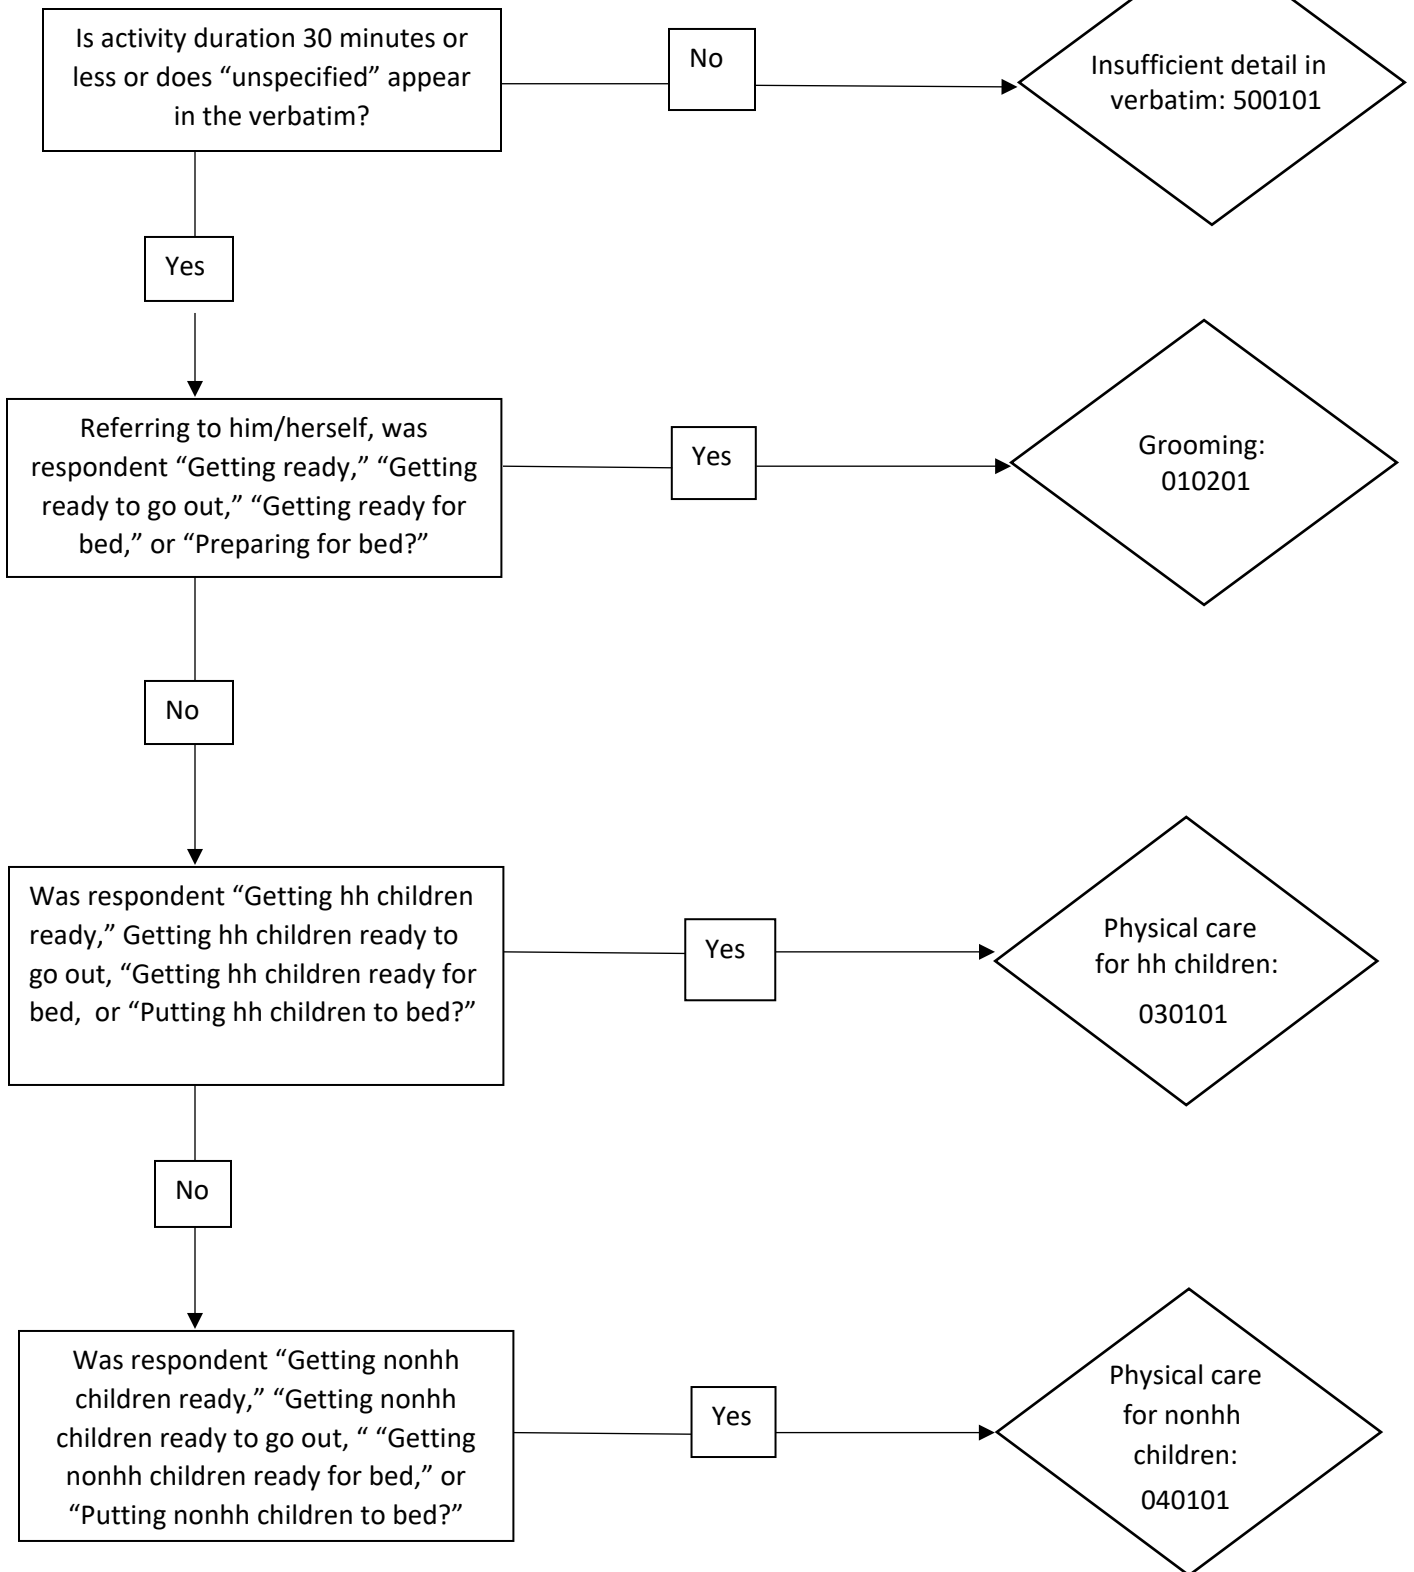 Is activity duration 30 minutes or
less or does “unspecified” appear
in the verbatim?
No
Insufficient detail in
verbatim: 500101
Yes
Referring to him/herself, was
respondent “Getting ready,” “Getting
ready to go out,” “Getting ready for
bed,” or “Preparing for bed?”
Yes
Grooming:
010201
No
Was respondent “Getting hh children
ready,” Getting hh children ready to
go out, “Getting hh children ready for
bed, or “Putting hh children to bed?”
Yes
Physical care
for hh children:
030101
No
Was respondent “Getting nonhh
children ready,” “Getting nonhh
children ready to go out, “ “Getting
nonhh children ready for bed,” or
“Putting nonhh children to bed?”
Yes
Physical care
for nonhh
children:
040101